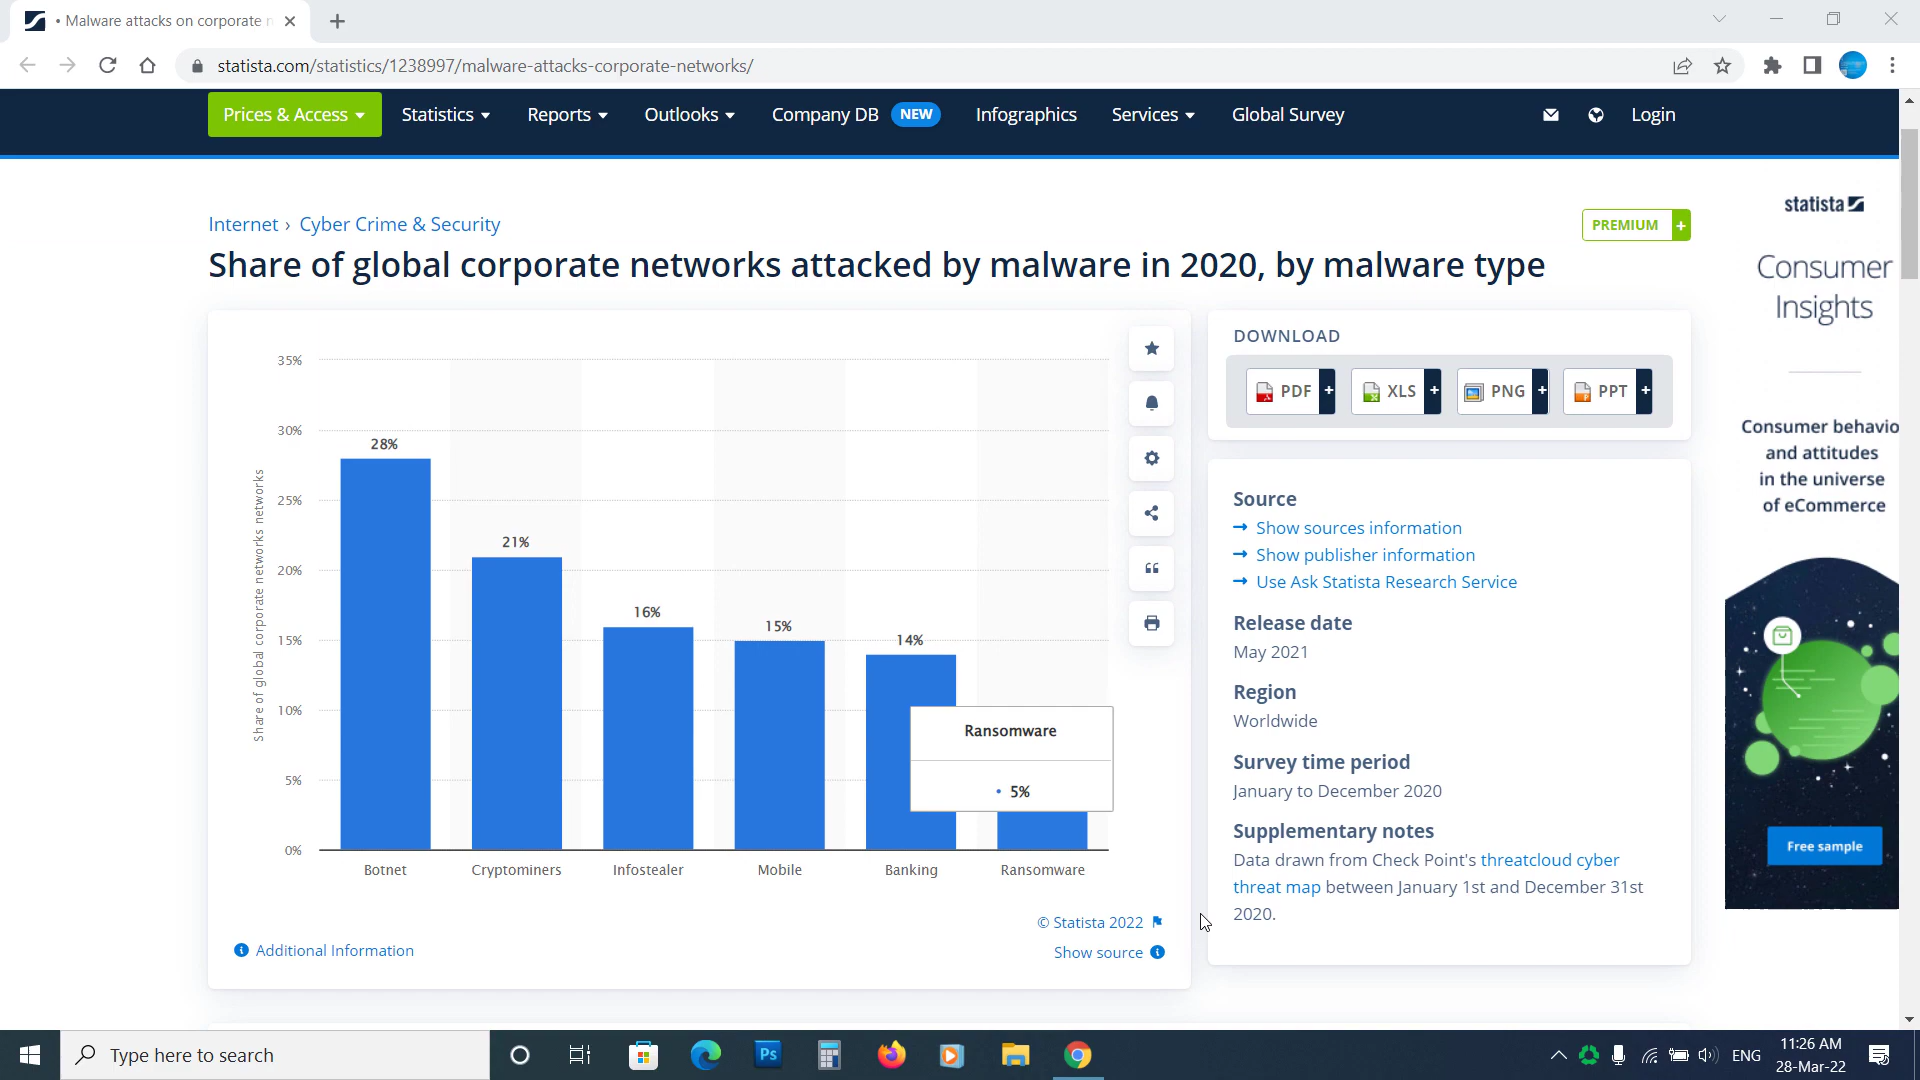 • Malware attacks on corporate n
statista.com/statistics/1238997/malware-attacks-corporate-networks/
Prices & Access Statistics Reports Outlooks Company DB NEW Infographics Services Global Survey Login
Internet › Cyber Crime & Security
PREMIUM +
Share of global corporate networks attacked by malware in 2020, by malware type
Share of global corporate networks networks
35%
30%
25%
20%
15%
10%
5%
0%
28%
21%
16%
15%
14%
Ransomware
• 5%
Botnet Cryptominers Infostealer Mobile Banking Ransomware
© Statista 2022
Additional Information
Show source
DOWNLOAD
PDF + XLS + PNG + PPT +
Source
Show sources information
Show publisher information
Use Ask Statista Research Service
Release date
May 2021
Region
Worldwide
Survey time period
January to December 2020
Supplementary notes
Data drawn from Check Point's threatcloud cyber
threat map between January 1st and December 31st
2020.
statista
Consumer
Insights
Consumer behavio
and attitudes
in the universe
of eCommerce
Free sample
Type here to search
Ps
ENG
11:26 AM
28-Mar-22